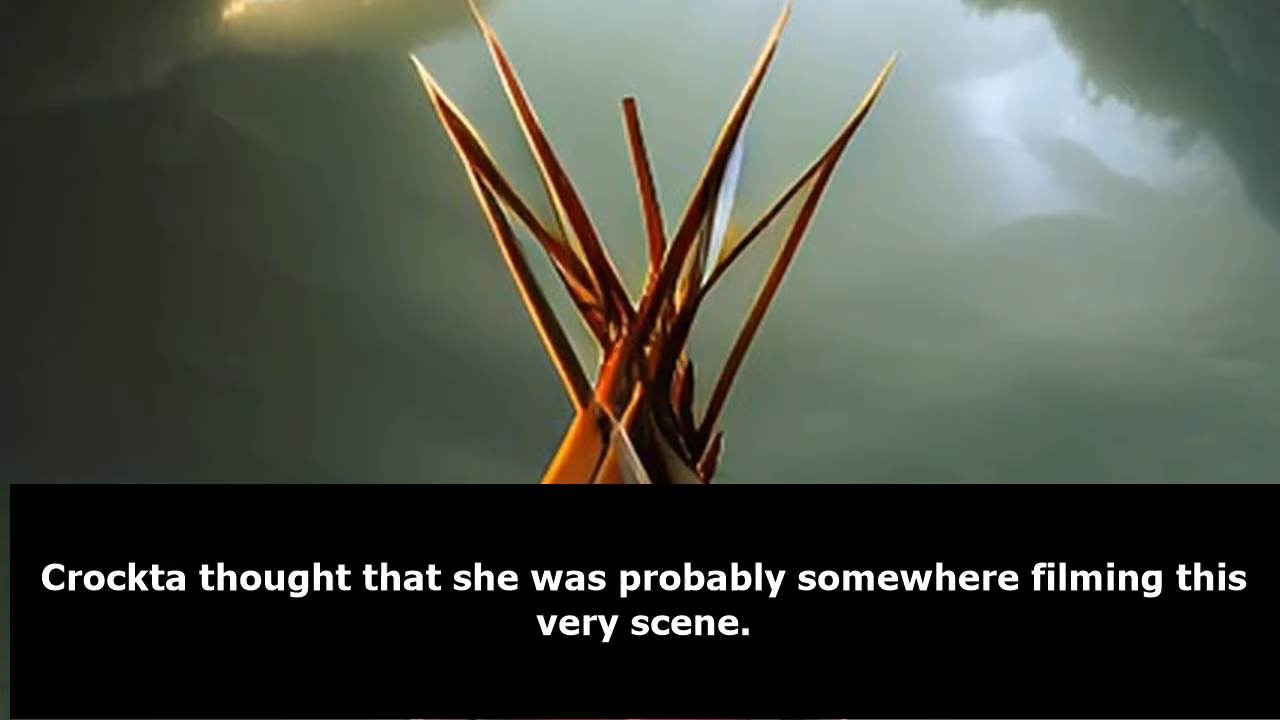 Crockta thought that she was probably somewhere filming this
very scene.